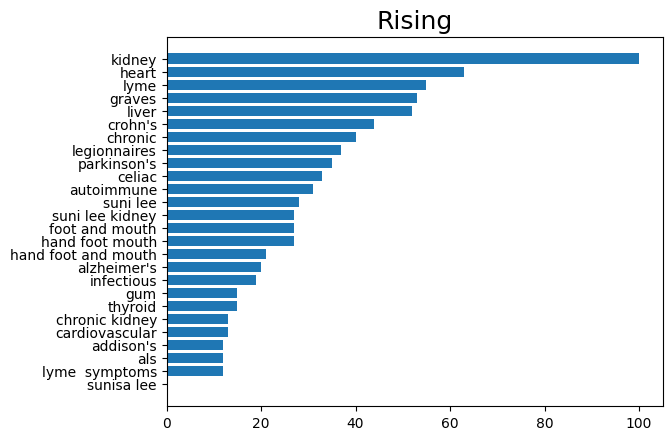 Rising
kidney
heart
lyme
graves
liver
crohn's
chronic
legionnaires
parkinson's
celiac
autoimmune
suni lee
suni lee kidney
foot and mouth
hand foot mouth
hand foot and mouth
alzheimer's
infectious
gum
thyroid
chronic kidney
cardiovascular
addison's
als
lyme  symptoms
sunisa lee
0 20 40 60 80 100